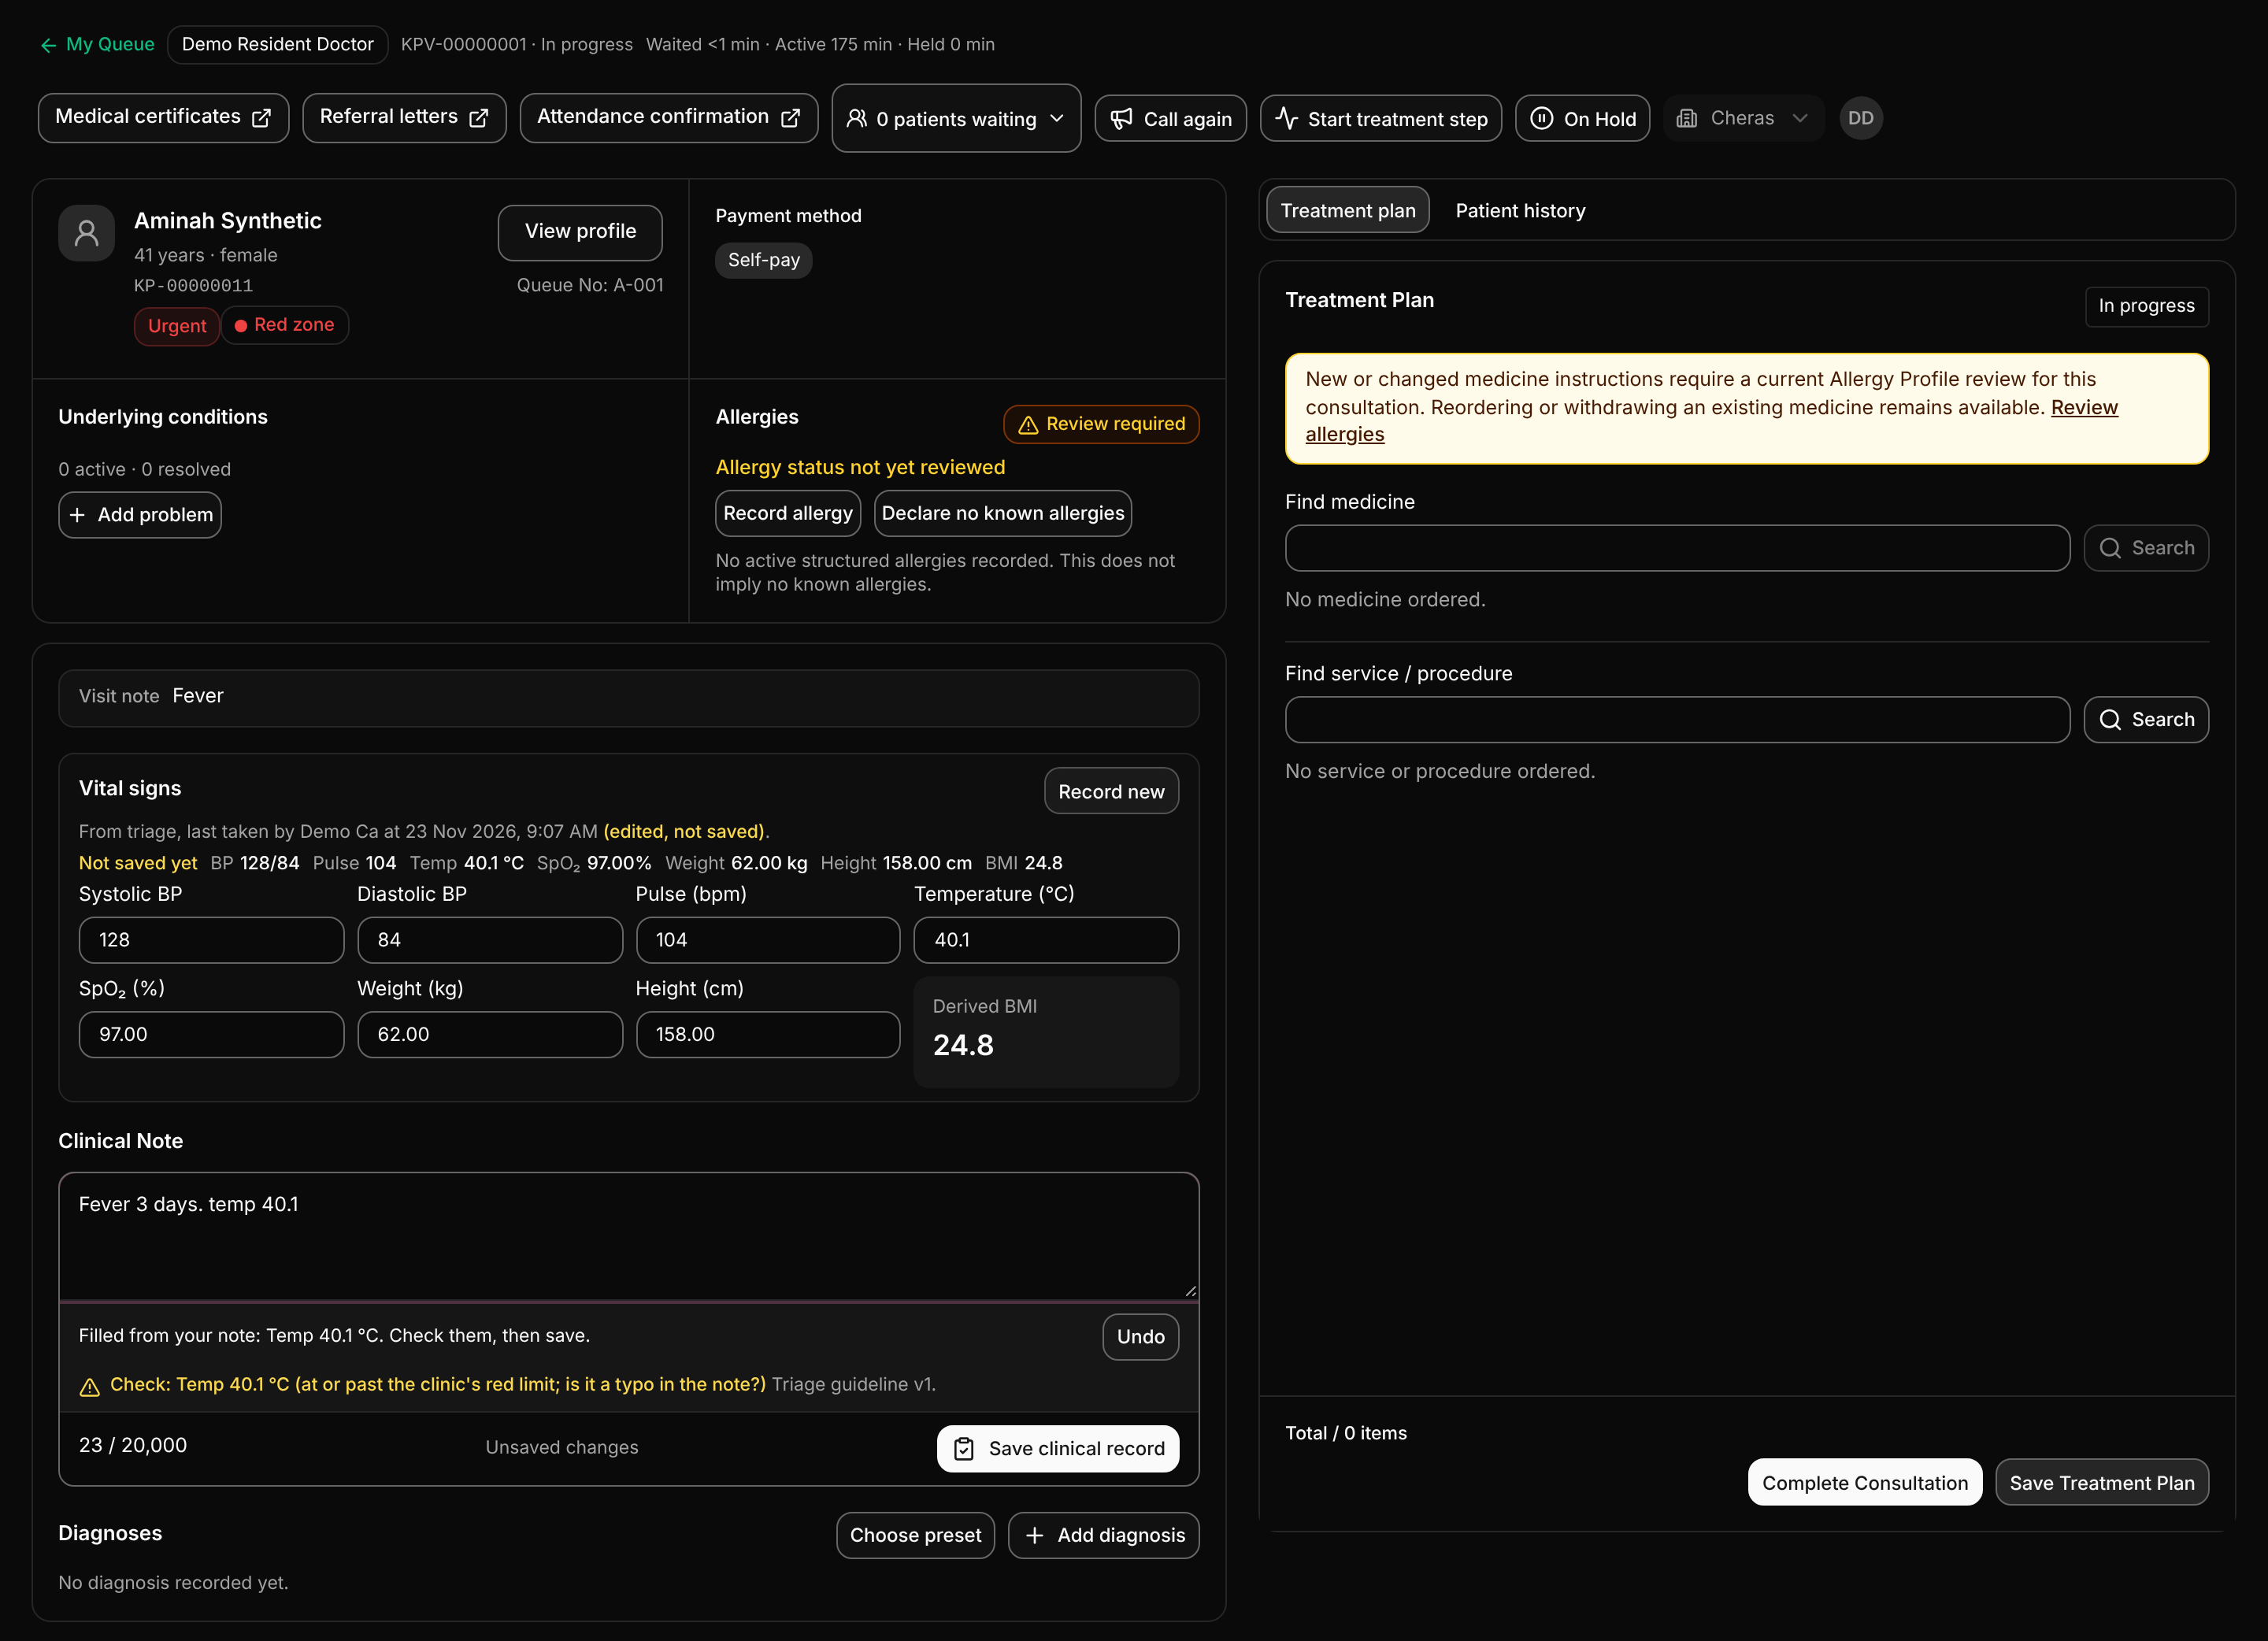 My Queue Demo Resident Doctor KPV-00000001 · In progress Waited <1 min · Active 175 min · Held 0 min
Medical certificates Referral letters Attendance confirmation 0 patients waiting Call again Start treatment step On Hold Cheras DD
Aminah Synthetic
41 years · female
KP-00000011
Urgent Red zone
View profile
Queue No: A-001
Payment method
Self-pay
Underlying conditions
0 active · 0 resolved
+ Add problem
Allergies
Review required
Allergy status not yet reviewed
Record allergy Declare no known allergies
No active structured allergies recorded. This does not
imply no known allergies.
Visit note Fever
Vital signs
Record new
From triage, last taken by Demo Ca at 23 Nov 2026, 9:07 AM (edited, not saved).
Not saved yet BP 128/84 Pulse 104 Temp 40.1 °C SpO₂ 97.00% Weight 62.00 kg Height 158.00 cm BMI 24.8
Systolic BP Diastolic BP Pulse (bpm) Temperature (°C)
128 84 104 40.1
SpO₂ (%) Weight (kg) Height (cm) Derived BMI
97.00 62.00 158.00 24.8
Clinical Note
Fever 3 days. temp 40.1
Filled from your note: Temp 40.1 °C. Check them, then save.
Undo
Check: Temp 40.1 °C (at or past the clinic's red limit; is it a typo in the note?) Triage guideline v1.
23 / 20,000 Unsaved changes Save clinical record
Diagnoses Choose preset + Add diagnosis
No diagnosis recorded yet.
Treatment plan Patient history
Treatment Plan
In progress
New or changed medicine instructions require a current Allergy Profile review for this
consultation. Reordering or withdrawing an existing medicine remains available. Review
allergies
Find medicine
Search
No medicine ordered.
Find service / procedure
Search
No service or procedure ordered.
Total / 0 items
Complete Consultation Save Treatment Plan